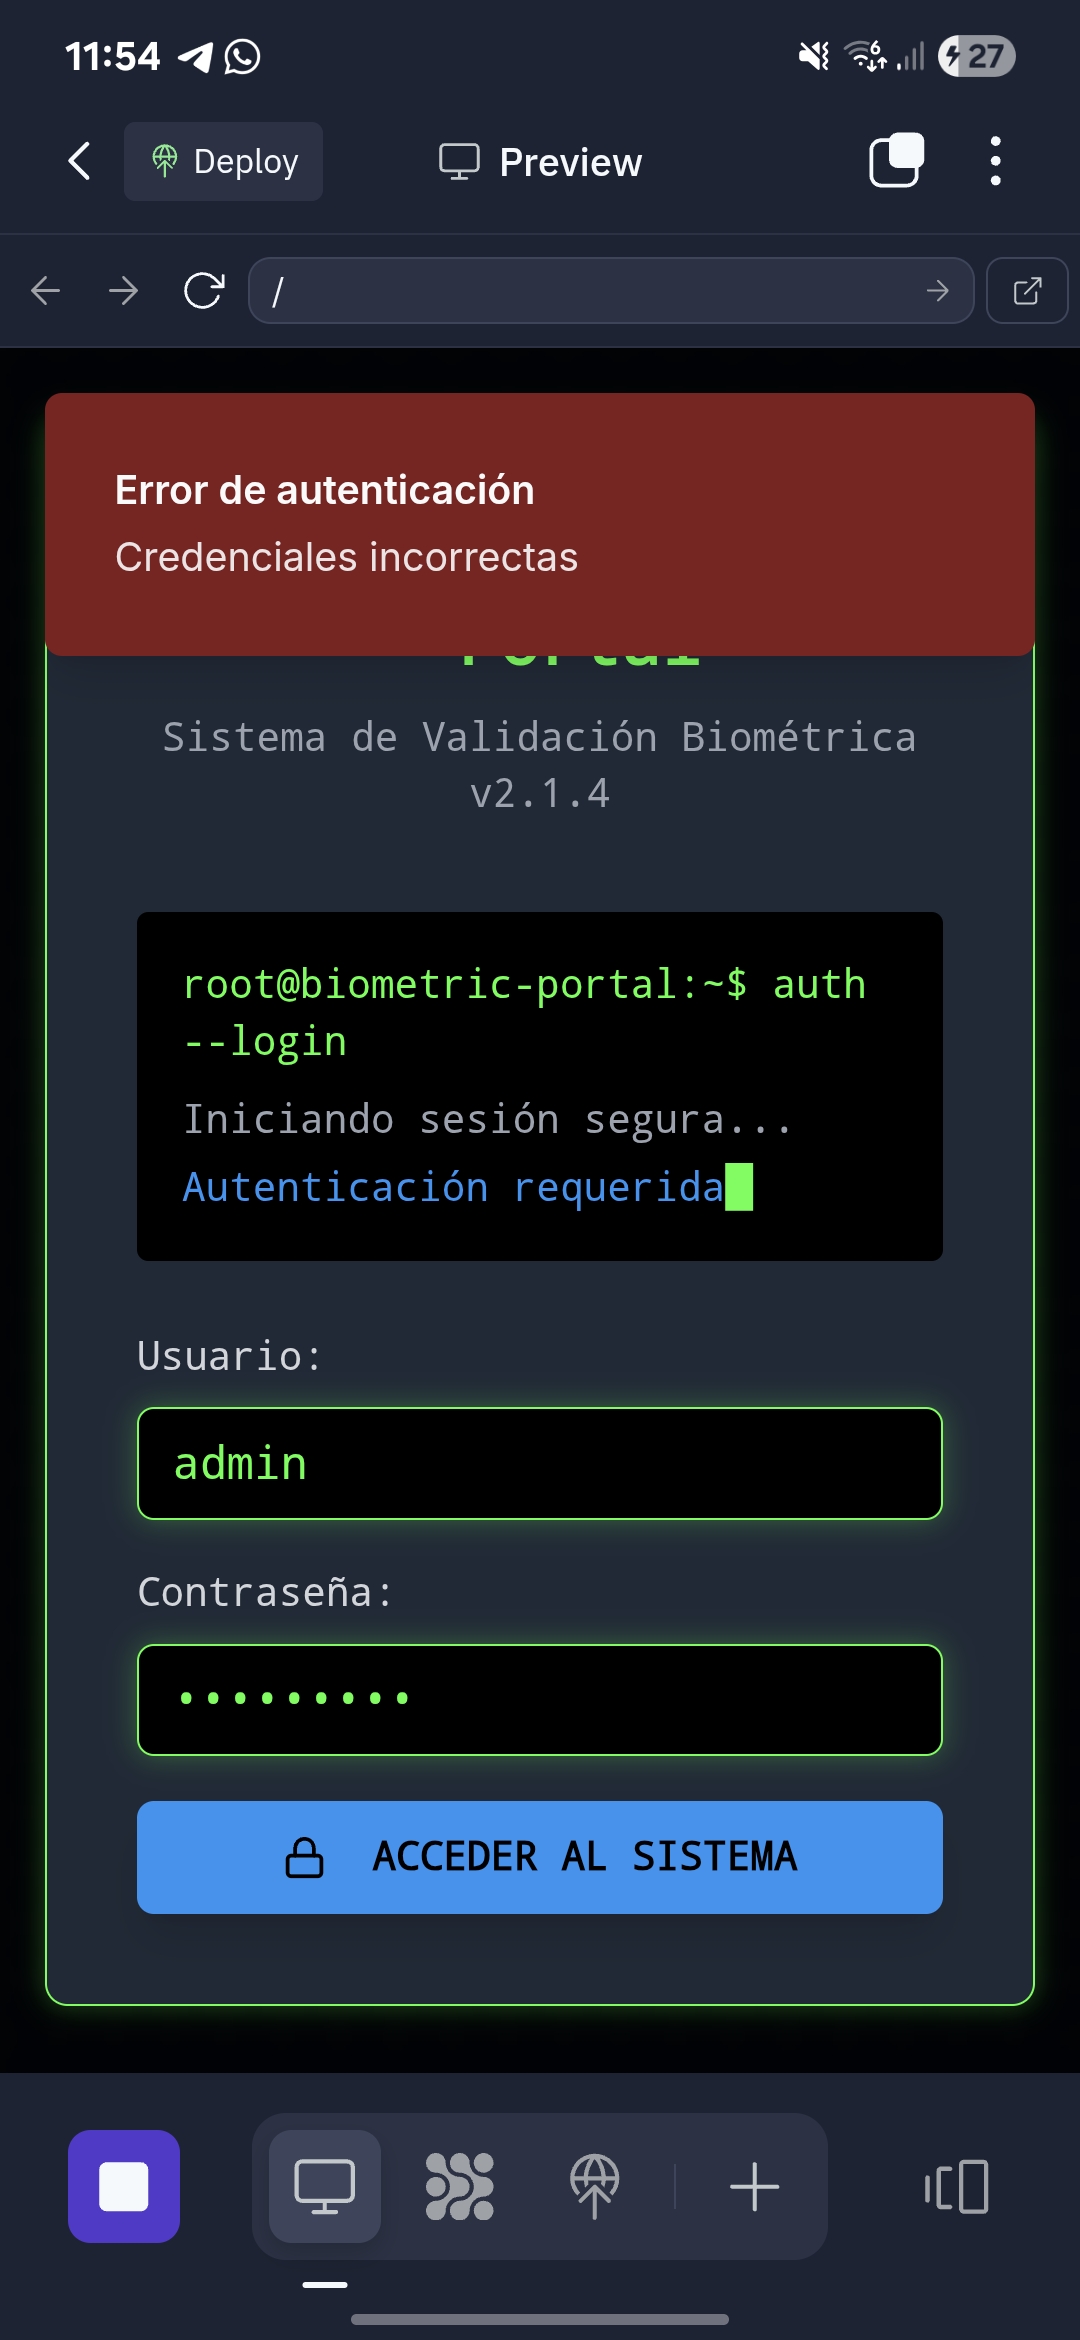 11:54
27
Deploy
Preview
/
Error de autenticación
Credenciales incorrectas
Portal
Sistema de Validación Biométrica
v2.1.4
root@biometric-portal:~$ auth
--login
Iniciando sesión segura...
Autenticación requerida
Usuario:
admin
Contraseña:
•••••••••
ACCEDER AL SISTEMA